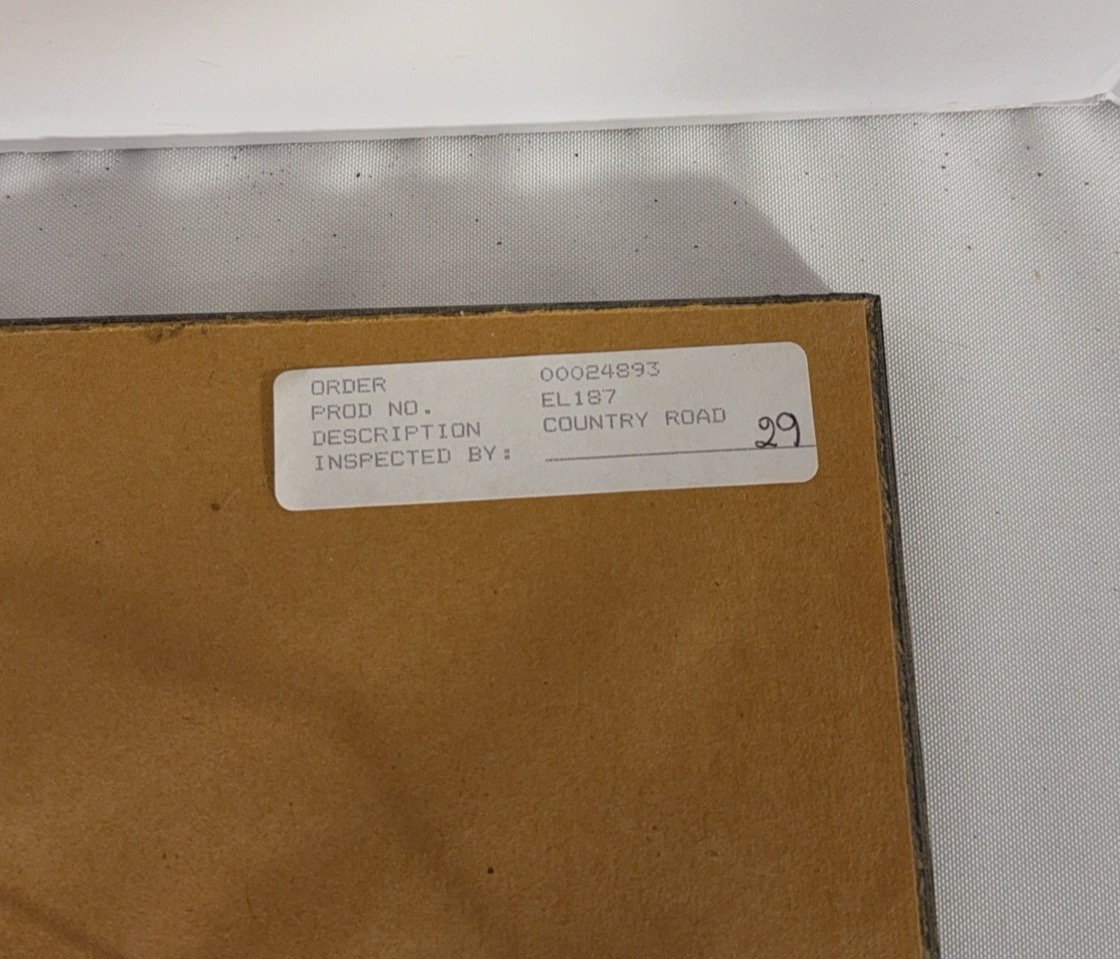 ORDER 00024893
PROD NO. EL187
DESCRIPTION COUNTRY ROAD
INSPECTED BY: 29